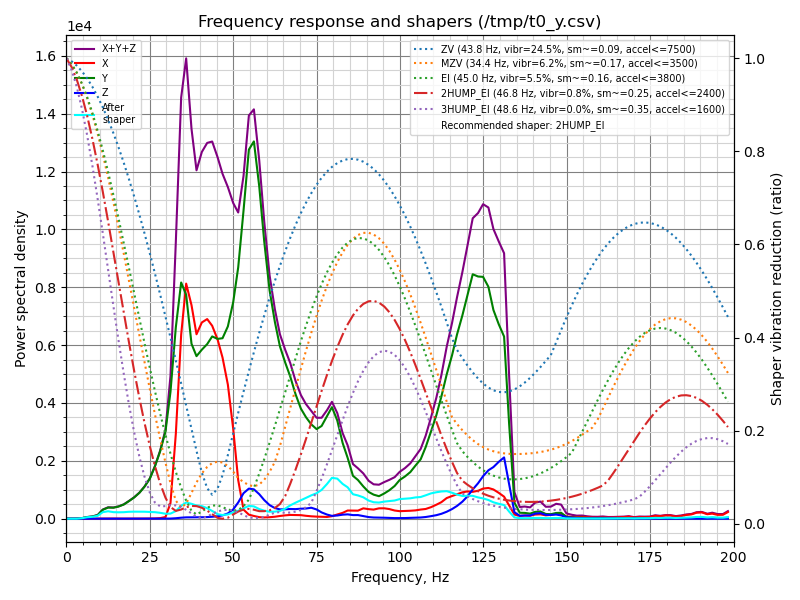 Frequency response and shapers (/tmp/t0_y.csv)
1e4
X+Y+Z
X
Y
Z
After
shaper
ZV (43.8 Hz, vibr=24.5%, sm~=0.09, accel<=7500)
MZV (34.4 Hz, vibr=6.2%, sm~=0.17, accel<=3500)
EI (45.0 Hz, vibr=5.5%, sm~=0.16, accel<=3800)
2HUMP_EI (46.8 Hz, vibr=0.8%, sm~=0.25, accel<=2400)
3HUMP_EI (48.6 Hz, vibr=0.0%, sm~=0.35, accel<=1600)
Recommended shaper: 2HUMP_EI
Power spectral density
1.6
1.4
1.2
1.0
0.8
0.6
0.4
0.2
0.0
1.0
0.8
0.6
0.4
0.2
0.0
Shaper vibration reduction (ratio)
0 25 50 75 100 125 150 175 200
Frequency, Hz